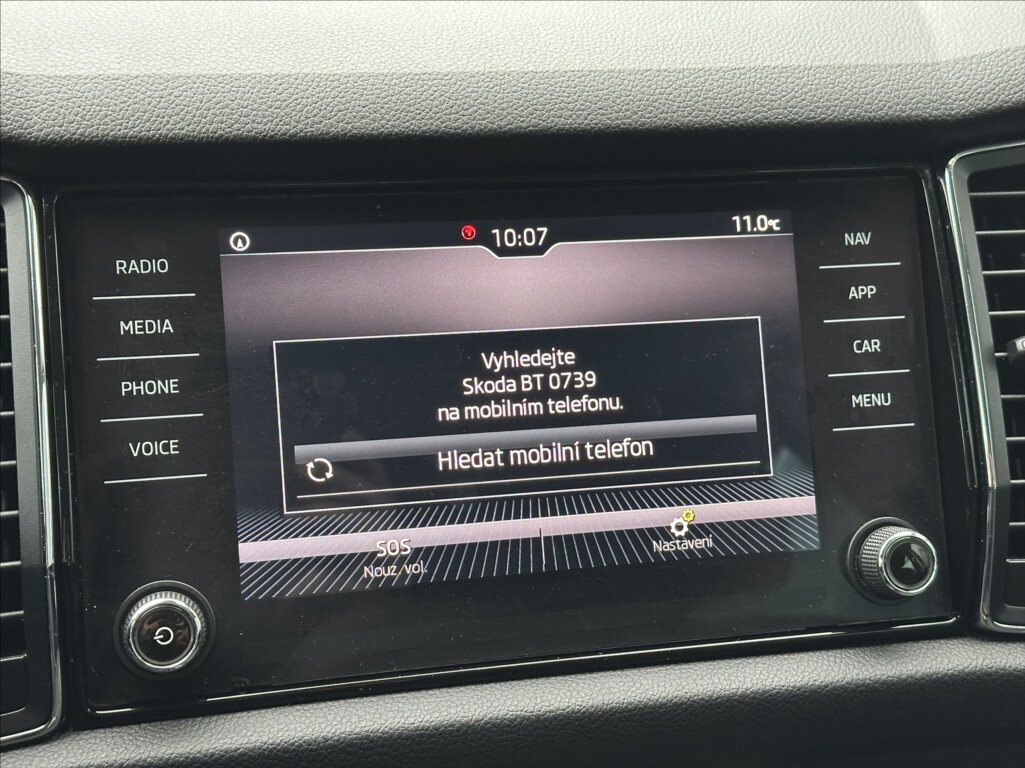 10:07
11.0°C
RADIO
MEDIA
PHONE
VOICE
Vyhledejte
Skoda BT 0739
na mobilním telefonu.
Hledat mobilní telefon
SOS
Nouz. vol.
Nastavení
NAV
APP
CAR
MENU